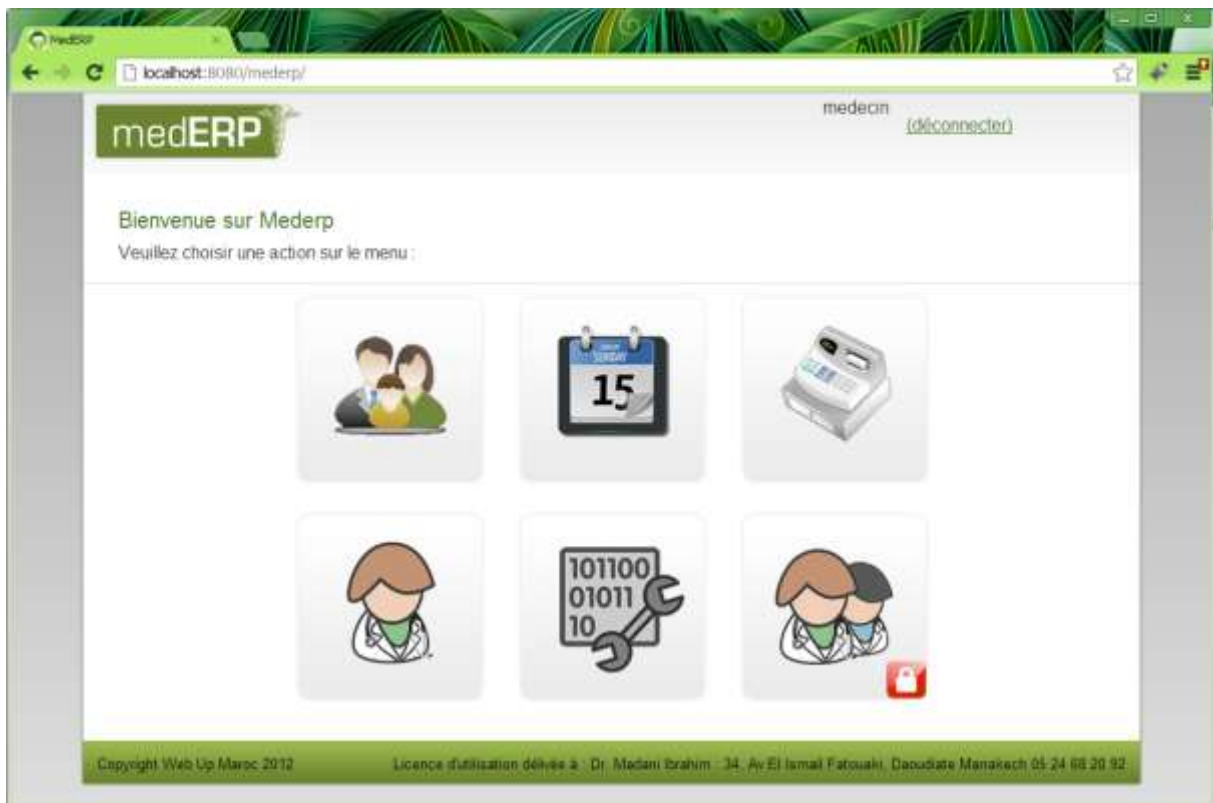 MedERP
localhost:8080/mederp/
medERP
medecin
(déconnecter)
Bienvenue sur Mederp
Veuillez choisir une action sur le menu :
SUNDAY
15
101100
01011
10
Copyright Web Up Maroc 2012
Licence d'utilisation délivée à : Dr. Madani Ibrahim : 34, Av El Ismail Fatouaki, Daoudiate Marrakech 05 24 68 20 92